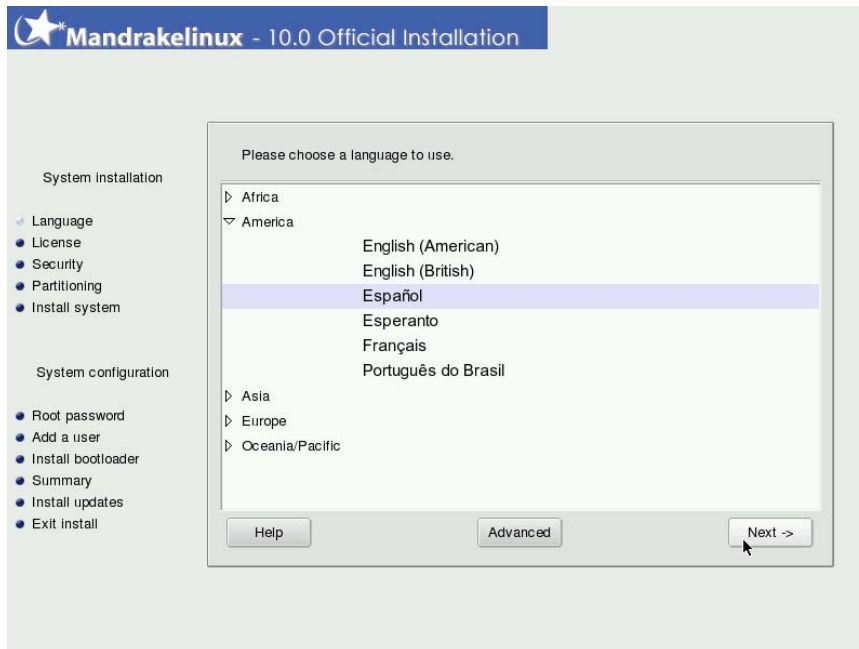 Mandrakelinux - 10.0 Official Installation
System installation
Language
License
Security
Partitioning
Install system
System configuration
Root password
Add a user
Install bootloader
Summary
Install updates
Exit install
Please choose a language to use.
Africa
America
English (American)
English (British)
Español
Esperanto
Français
Português do Brasil
Asia
Europe
Oceania/Pacific
Help
Advanced
Next ->